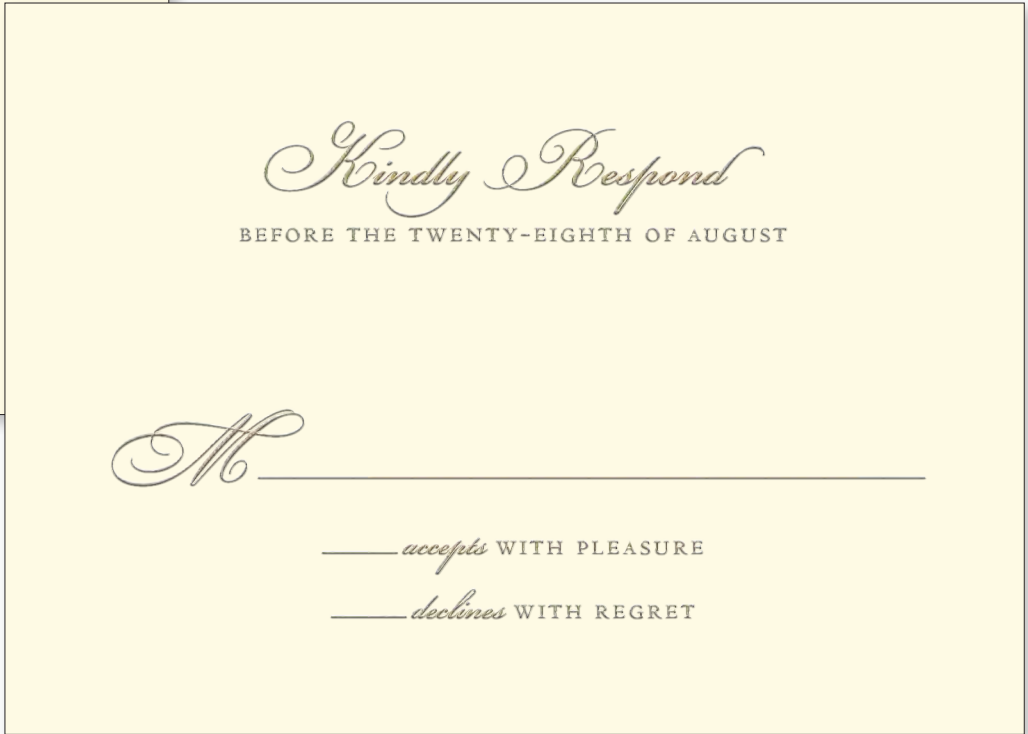 Kindly Respond
BEFORE THE TWENTY-EIGHTH OF AUGUST
M
accepts WITH PLEASURE
declines WITH REGRET